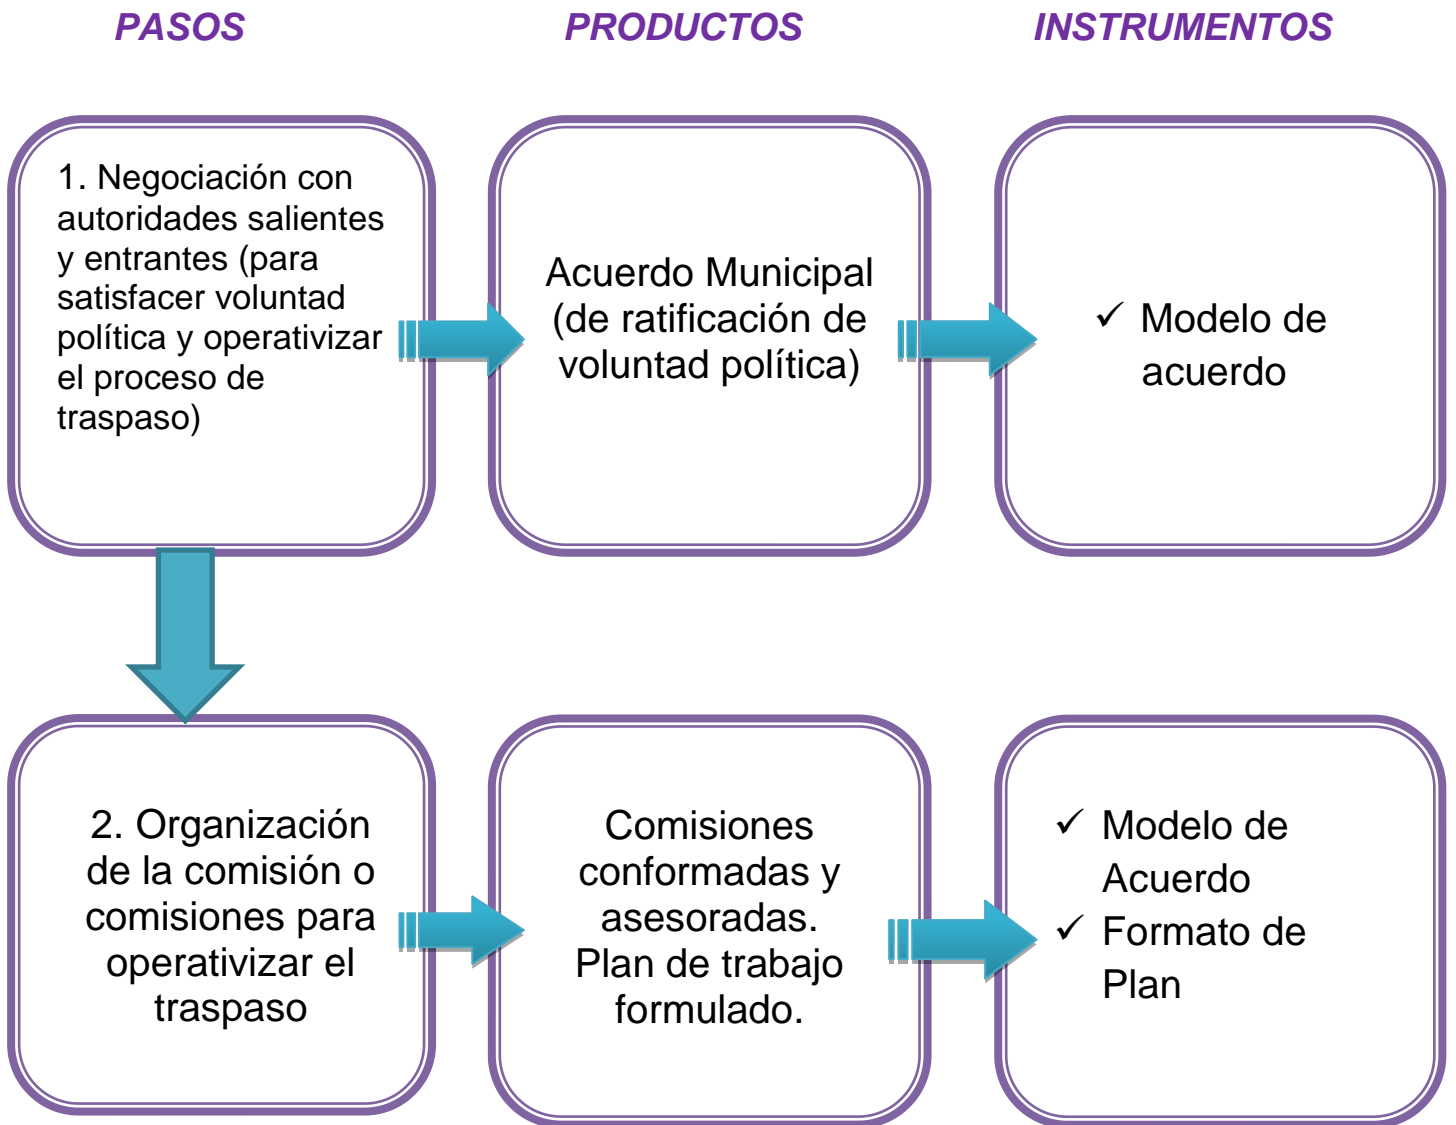 PASOS
PRODUCTOS
INSTRUMENTOS
1. Negociación con
autoridades salientes
y entrantes (para
satisfacer voluntad
política y operativizar
el proceso de
traspaso)
Acuerdo Municipal
(de ratificación de
voluntad política)
✓ Modelo de
acuerdo
2. Organización
de la comisión o
comisiones para
operativizar el
traspaso
Comisiones
conformadas y
asesoradas.
Plan de trabajo
formulado.
✓ Modelo de
Acuerdo
✓ Formato de
Plan